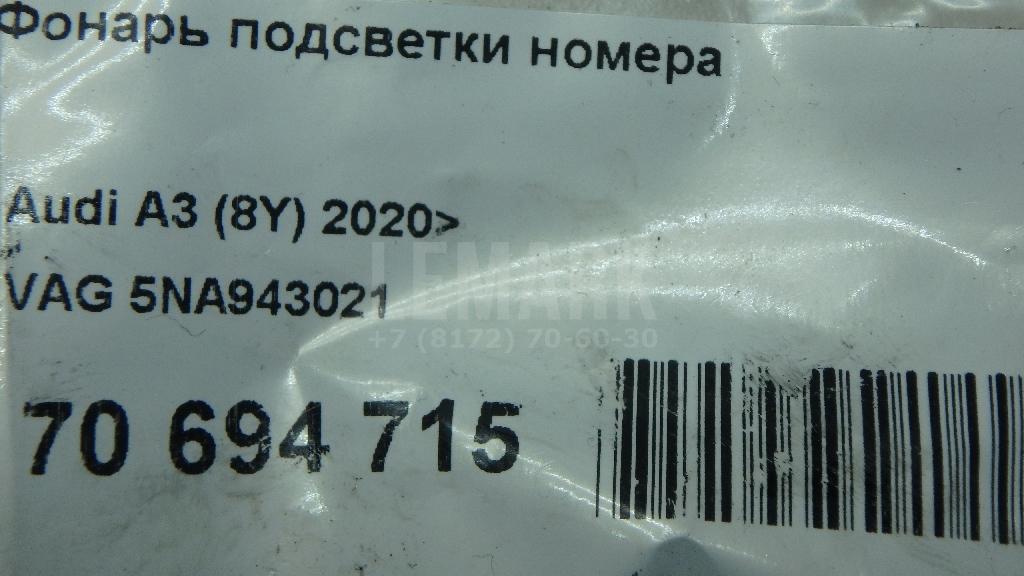 Фонарь подсветки номера
Audi A3 (8Y) 2020>
VAG 5NA943021
LEMARK
+7 (8172) 70-60-30
70 694 715